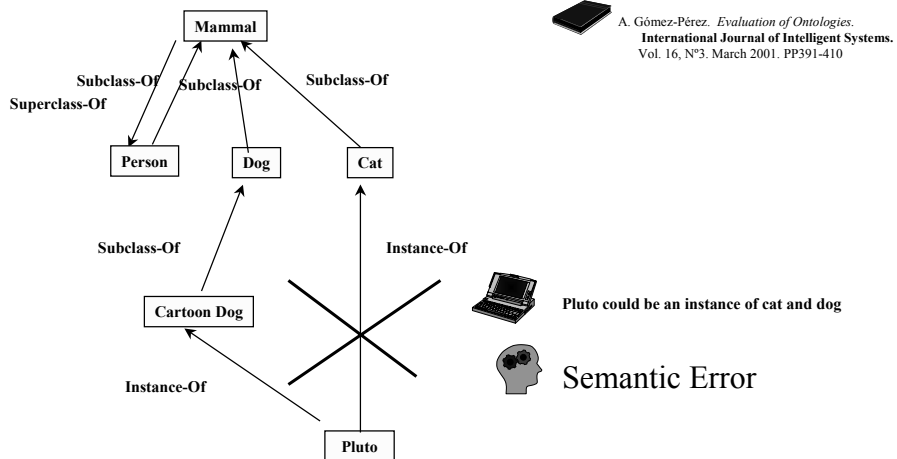 Mammal
A. Gómez-Pérez. Evaluation of Ontologies.
International Journal of Intelligent Systems.
Vol. 16, Nº3. March 2001. PP391-410
Subclass-Of
Superclass-Of
Subclass-Of
Subclass-Of
Person
Dog
Cat
Subclass-Of
Instance-Of
Cartoon Dog
Pluto could be an instance of cat and dog
Semantic Error
Instance-Of
Pluto